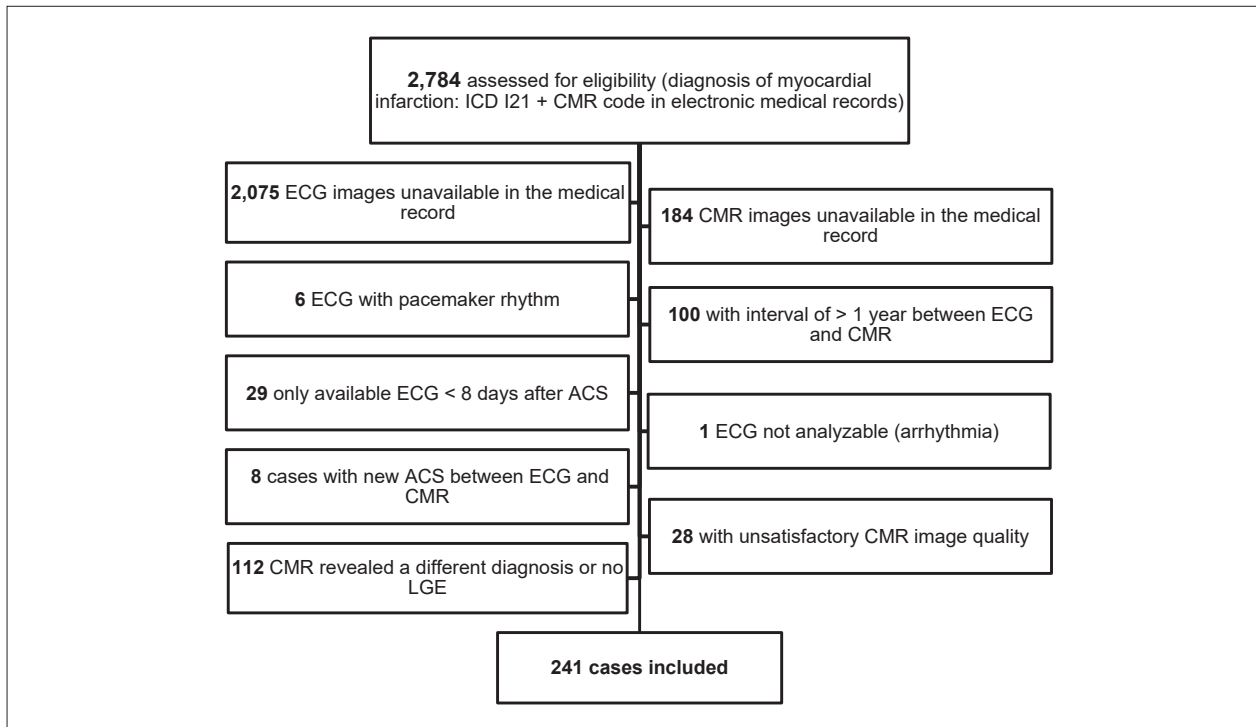 2,784 assessed for eligibility (diagnosis of myocardial
infarction: ICD I21 + CMR code in electronic medical records)
2,075 ECG images unavailable in the medical
record
184 CMR images unavailable in the medical
record
6 ECG with pacemaker rhythm
100 with interval of > 1 year between ECG
and CMR
29 only available ECG < 8 days after ACS
1 ECG not analyzable (arrhythmia)
8 cases with new ACS between ECG and
CMR
28 with unsatisfactory CMR image quality
112 CMR revealed a different diagnosis or no
LGE
241 cases included